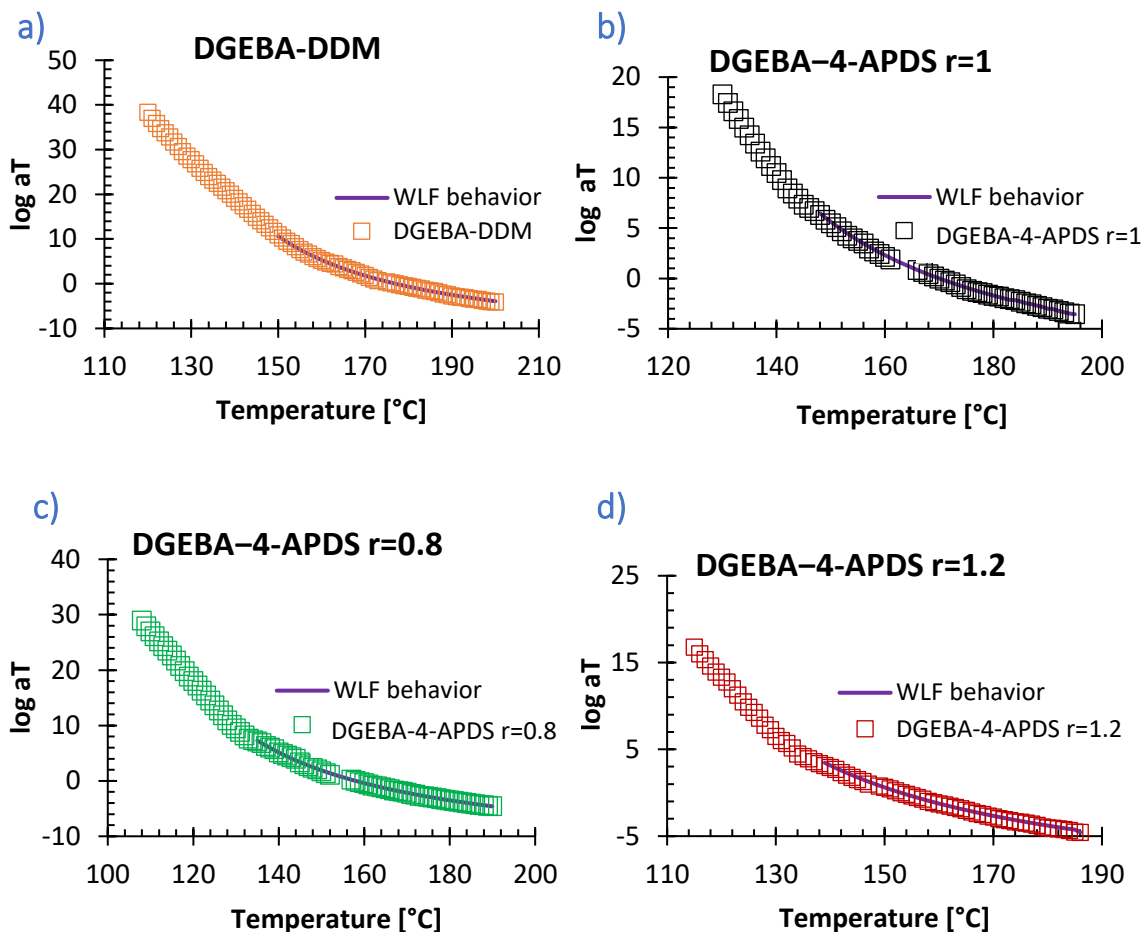 a)
DGEBA-DDM
50
40
30
20
10
0
-10
log aT
WLF behavior
DGEBA-DDM
110 130 150 170 190 210
Temperature [°C]
b)
DGEBA–4-APDS r=1
20
15
10
5
0
-5
log aT
WLF behavior
DGEBA-4-APDS r=1
120 140 160 180 200
Temperature [°C]
c)
DGEBA–4-APDS r=0.8
40
30
20
10
0
-10
log aT
WLF behavior
DGEBA-4-APDS r=0.8
100 120 140 160 180 200
Temperature [°C]
d)
DGEBA–4-APDS r=1.2
25
15
5
-5
log aT
WLF behavior
DGEBA-4-APDS r=1.2
110 130 150 170 190
Temperature [°C]